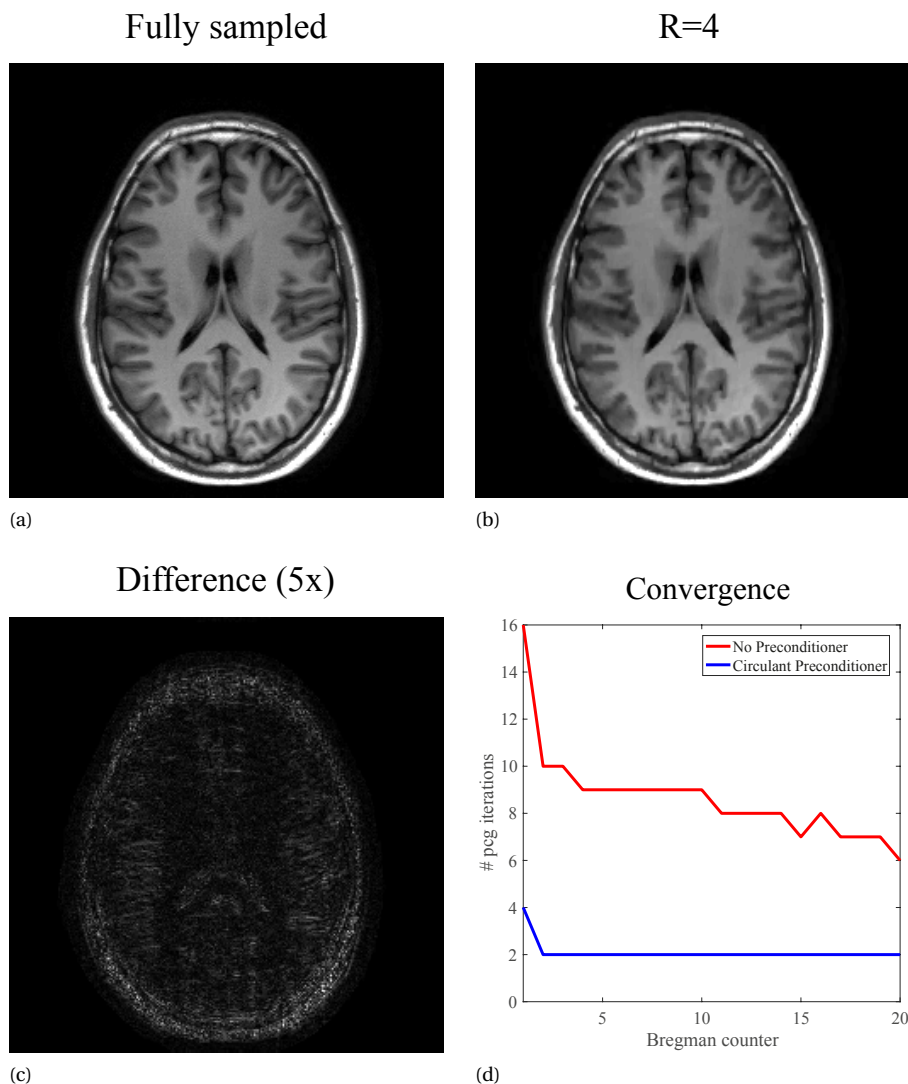 Fully sampled
R=4
(a)
(b)
Difference (5x)
Convergence
16
14
12
10
8
6
4
2
0
# pcg iterations
No Preconditioner
Circulant Preconditioner
5
10
15
20
Bregman counter
(c)
(d)